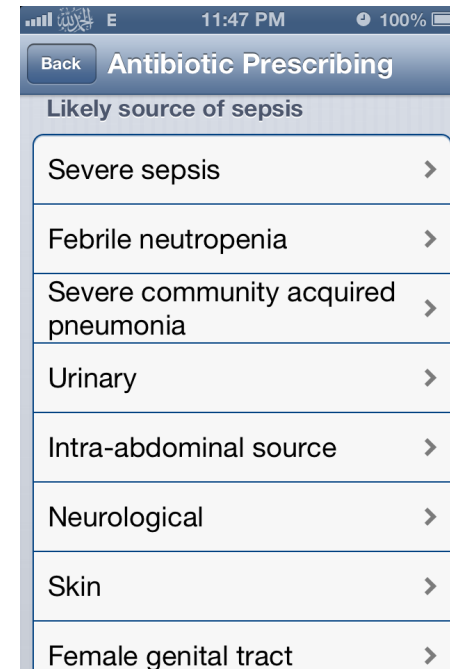 E 11:47 PM 100%
Back Antibiotic Prescribing
Likely source of sepsis
Severe sepsis
Febrile neutropenia
Severe community acquired
pneumonia
Urinary
Intra-abdominal source
Neurological
Skin
Female genital tract